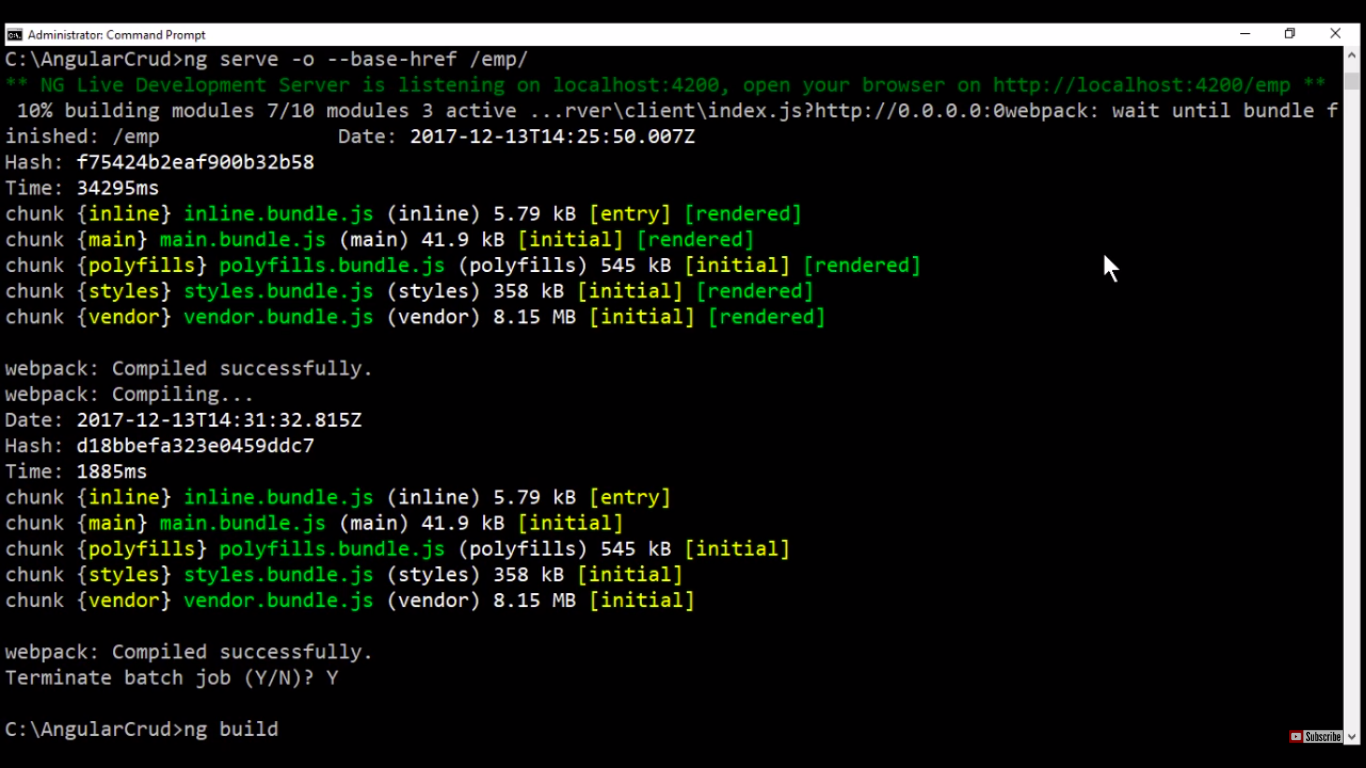 Administrator: Command Prompt
C:\AngularCrud>ng serve -o --base-href /emp/
** NG Live Development Server is listening on localhost:4200, open your browser on http://localhost:4200/emp **
 10% building modules 7/10 modules 3 active ...rver\client\index.js?http://0.0.0.0:0webpack: wait until bundle f
inished: /emp               Date: 2017-12-13T14:25:50.007Z
Hash: f75424b2eaf900b32b58
Time: 34295ms
chunk {inline} inline.bundle.js (inline) 5.79 kB [entry] [rendered]
chunk {main} main.bundle.js (main) 41.9 kB [initial] [rendered]
chunk {polyfills} polyfills.bundle.js (polyfills) 545 kB [initial] [rendered]
chunk {styles} styles.bundle.js (styles) 358 kB [initial] [rendered]
chunk {vendor} vendor.bundle.js (vendor) 8.15 MB [initial] [rendered]
webpack: Compiled successfully.
webpack: Compiling...
Date: 2017-12-13T14:31:32.815Z
Hash: d18bbefa323e0459ddc7
Time: 1885ms
chunk {inline} inline.bundle.js (inline) 5.79 kB [entry]
chunk {main} main.bundle.js (main) 41.9 kB [initial]
chunk {polyfills} polyfills.bundle.js (polyfills) 545 kB [initial]
chunk {styles} styles.bundle.js (styles) 358 kB [initial]
chunk {vendor} vendor.bundle.js (vendor) 8.15 MB [initial]
webpack: Compiled successfully.
Terminate batch job (Y/N)? Y
C:\AngularCrud>ng build
Subscribe